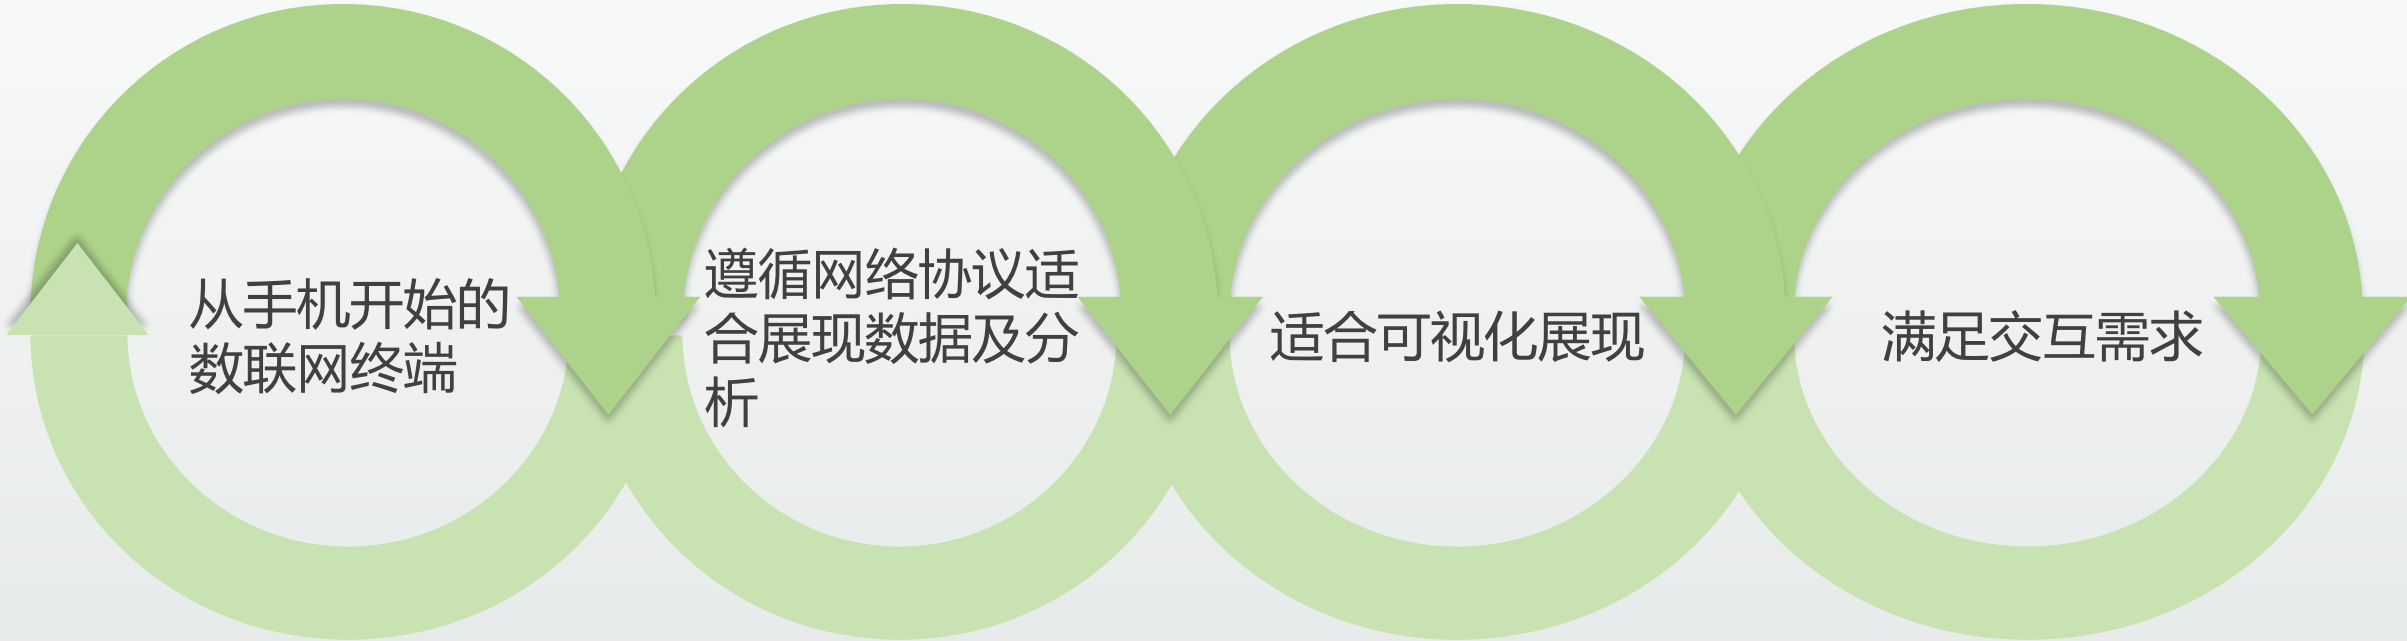 从手机开始的
数联网终端
遵循网络协议适
合展现数据及分
析
适合可视化展现
满足交互需求